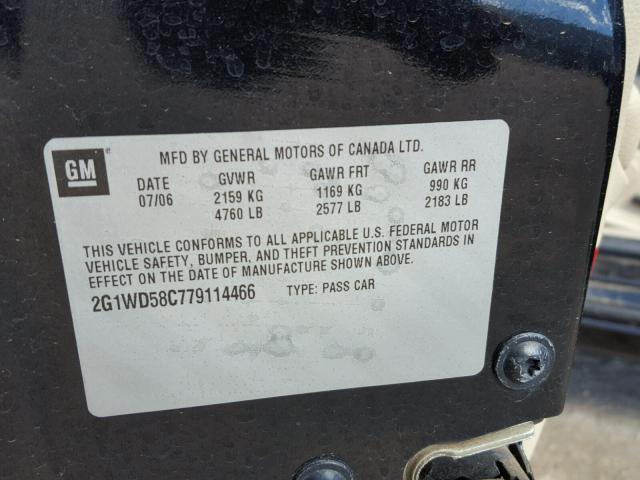 MFD BY GENERAL MOTORS OF CANADA LTD.
GM
DATE GVWR GAWR FRT GAWR RR
07/06 2159 KG 1169 KG 990 KG
4760 LB 2577 LB 2183 LB
THIS VEHICLE CONFORMS TO ALL APPLICABLE U.S. FEDERAL MOTOR
VEHICLE SAFETY, BUMPER, AND THEFT PREVENTION STANDARDS IN
EFFECT ON THE DATE OF MANUFACTURE SHOWN ABOVE.
2G1WD58C779114466 TYPE: PASS CAR